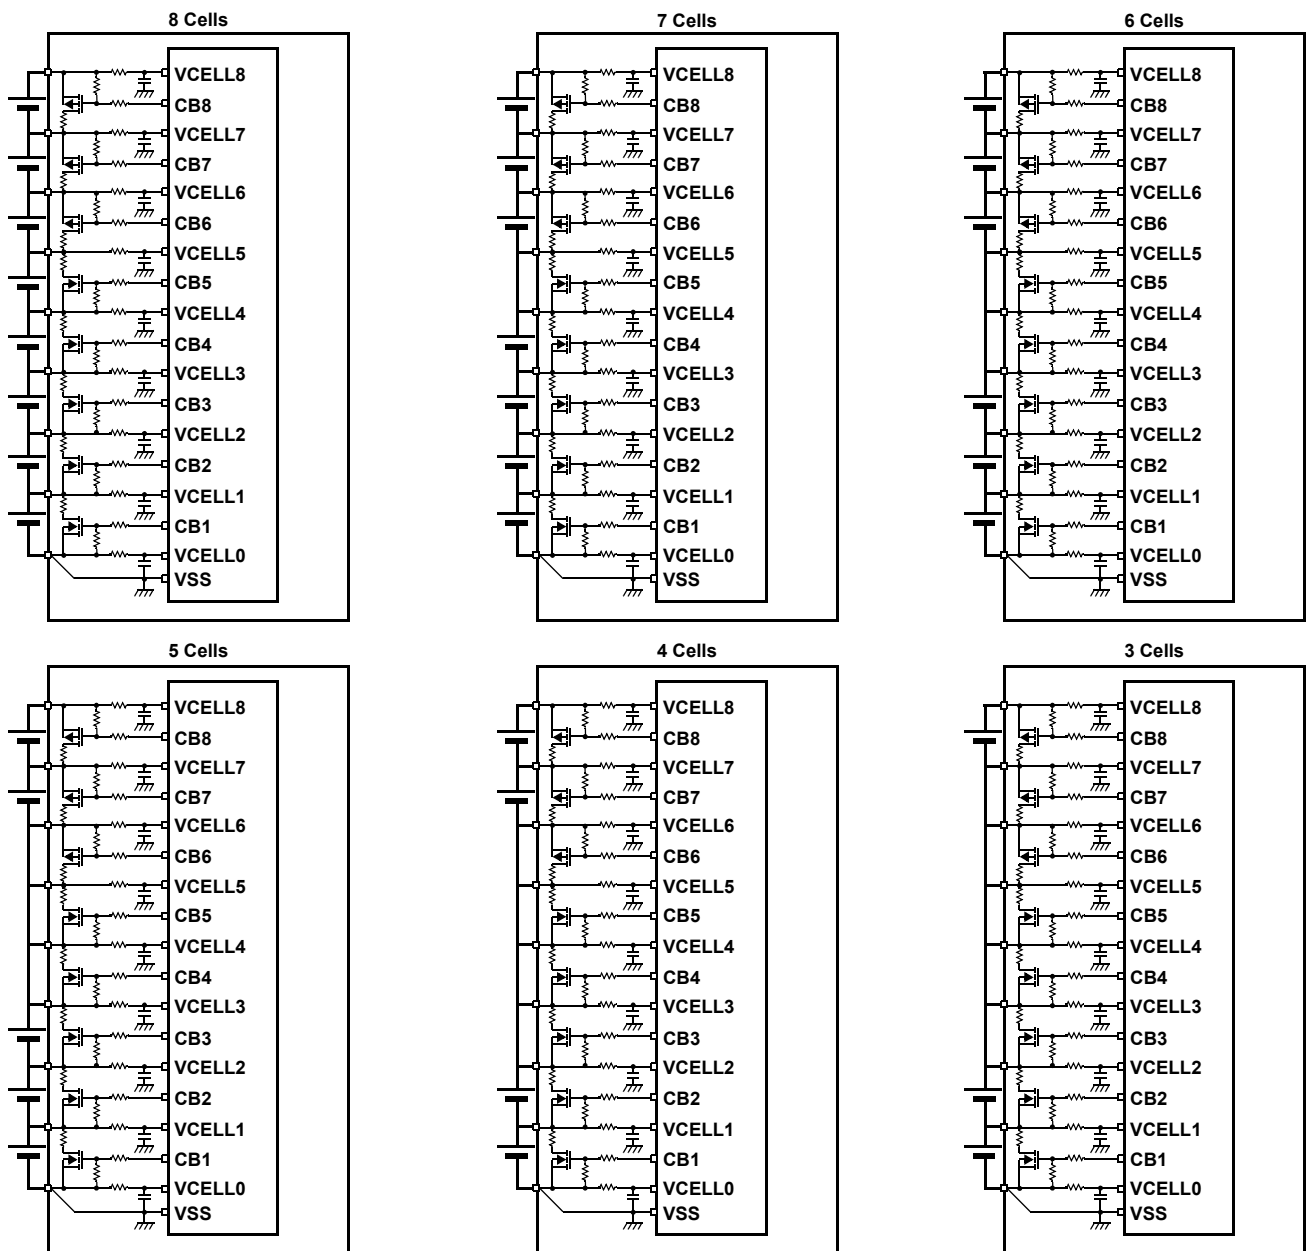 8 Cells
VCELL8
CB8
VCELL7
CB7
VCELL6
CB6
VCELL5
CB5
VCELL4
CB4
VCELL3
CB3
VCELL2
CB2
VCELL1
CB1
VCELL0
VSS
7 Cells
VCELL8
CB8
VCELL7
CB7
VCELL6
CB6
VCELL5
CB5
VCELL4
CB4
VCELL3
CB3
VCELL2
CB2
VCELL1
CB1
VCELL0
VSS
6 Cells
VCELL8
CB8
VCELL7
CB7
VCELL6
CB6
VCELL5
CB5
VCELL4
CB4
VCELL3
CB3
VCELL2
CB2
VCELL1
CB1
VCELL0
VSS
5 Cells
VCELL8
CB8
VCELL7
CB7
VCELL6
CB6
VCELL5
CB5
VCELL4
CB4
VCELL3
CB3
VCELL2
CB2
VCELL1
CB1
VCELL0
VSS
4 Cells
VCELL8
CB8
VCELL7
CB7
VCELL6
CB6
VCELL5
CB5
VCELL4
CB4
VCELL3
CB3
VCELL2
CB2
VCELL1
CB1
VCELL0
VSS
3 Cells
VCELL8
CB8
VCELL7
CB7
VCELL6
CB6
VCELL5
CB5
VCELL4
CB4
VCELL3
CB3
VCELL2
CB2
VCELL1
CB1
VCELL0
VSS